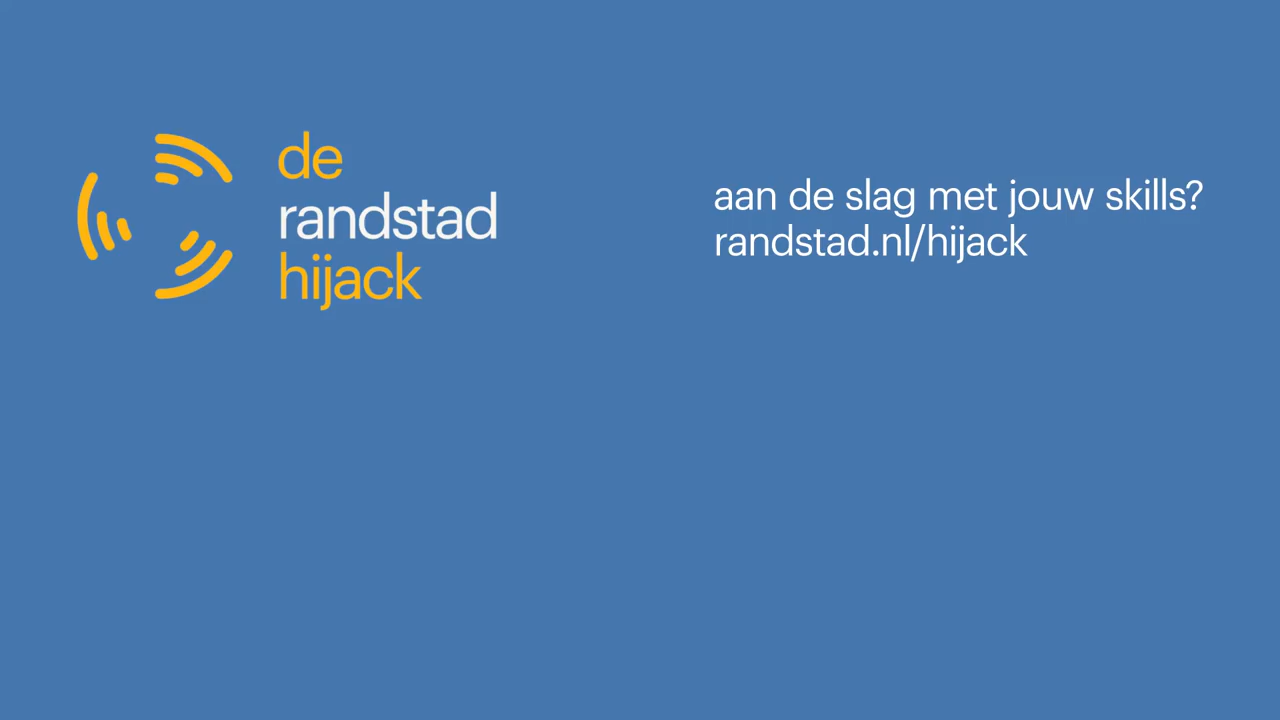 de
randstad
hijack
aan de slag met jouw skills?
randstad.nl/hijack